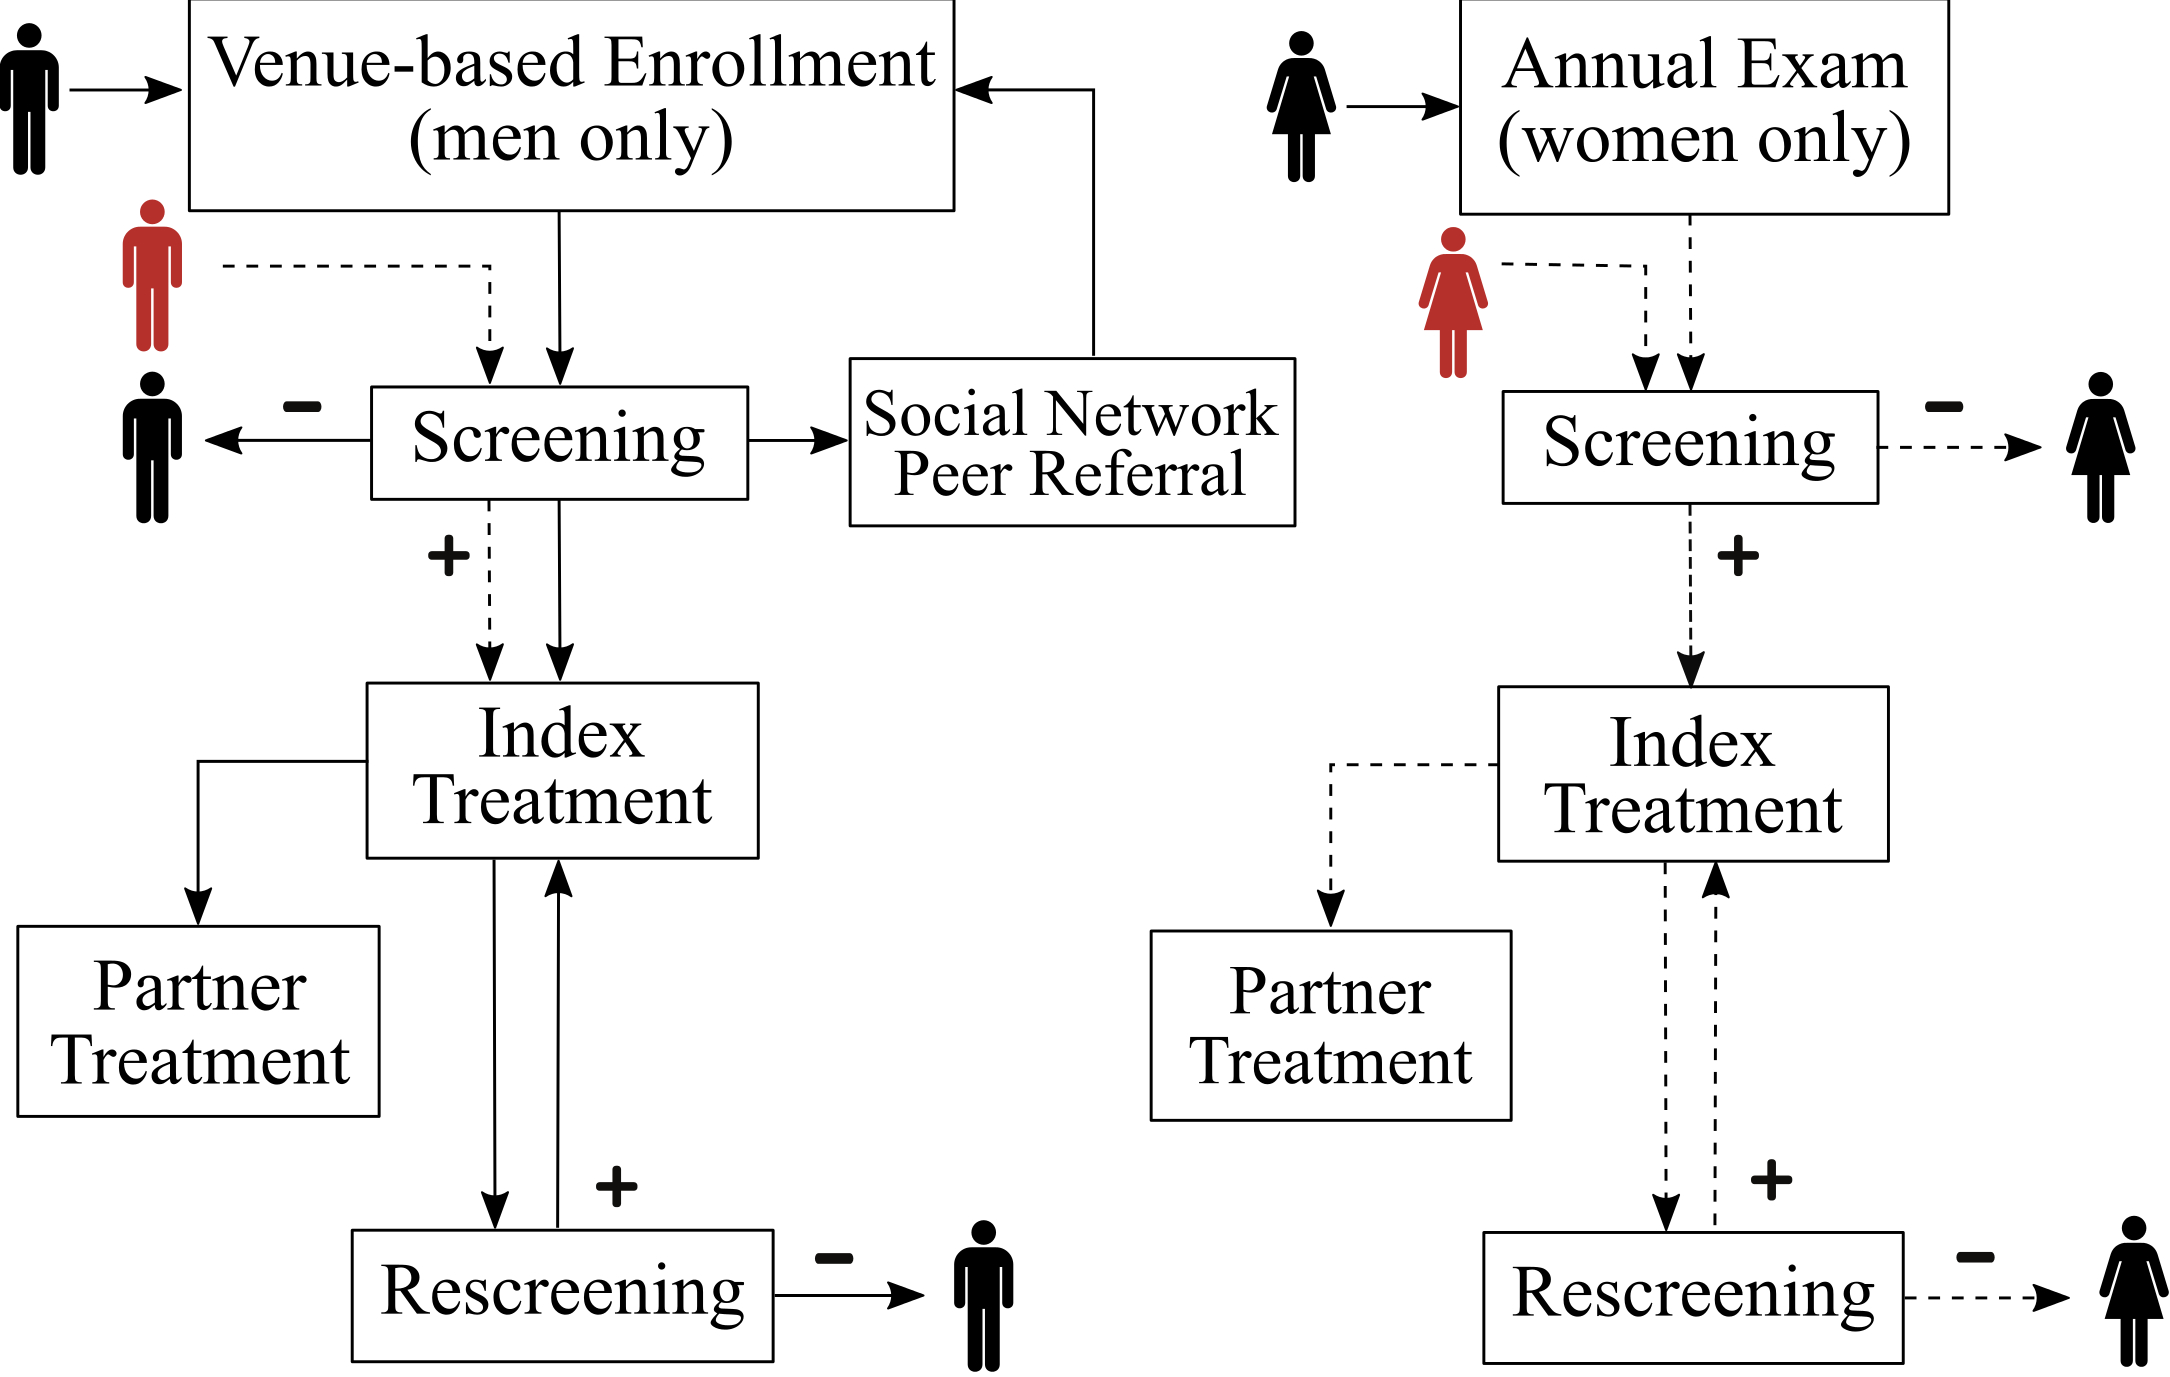 Venue-based Enrollment
(men only)
Annual Exam
(women only)
-
Screening
Social Network
Peer Referral
Screening
-
+
+
Index
Treatment
Index
Treatment
Partner
Treatment
Partner
Treatment
+
+
Rescreening
-
Rescreening
-